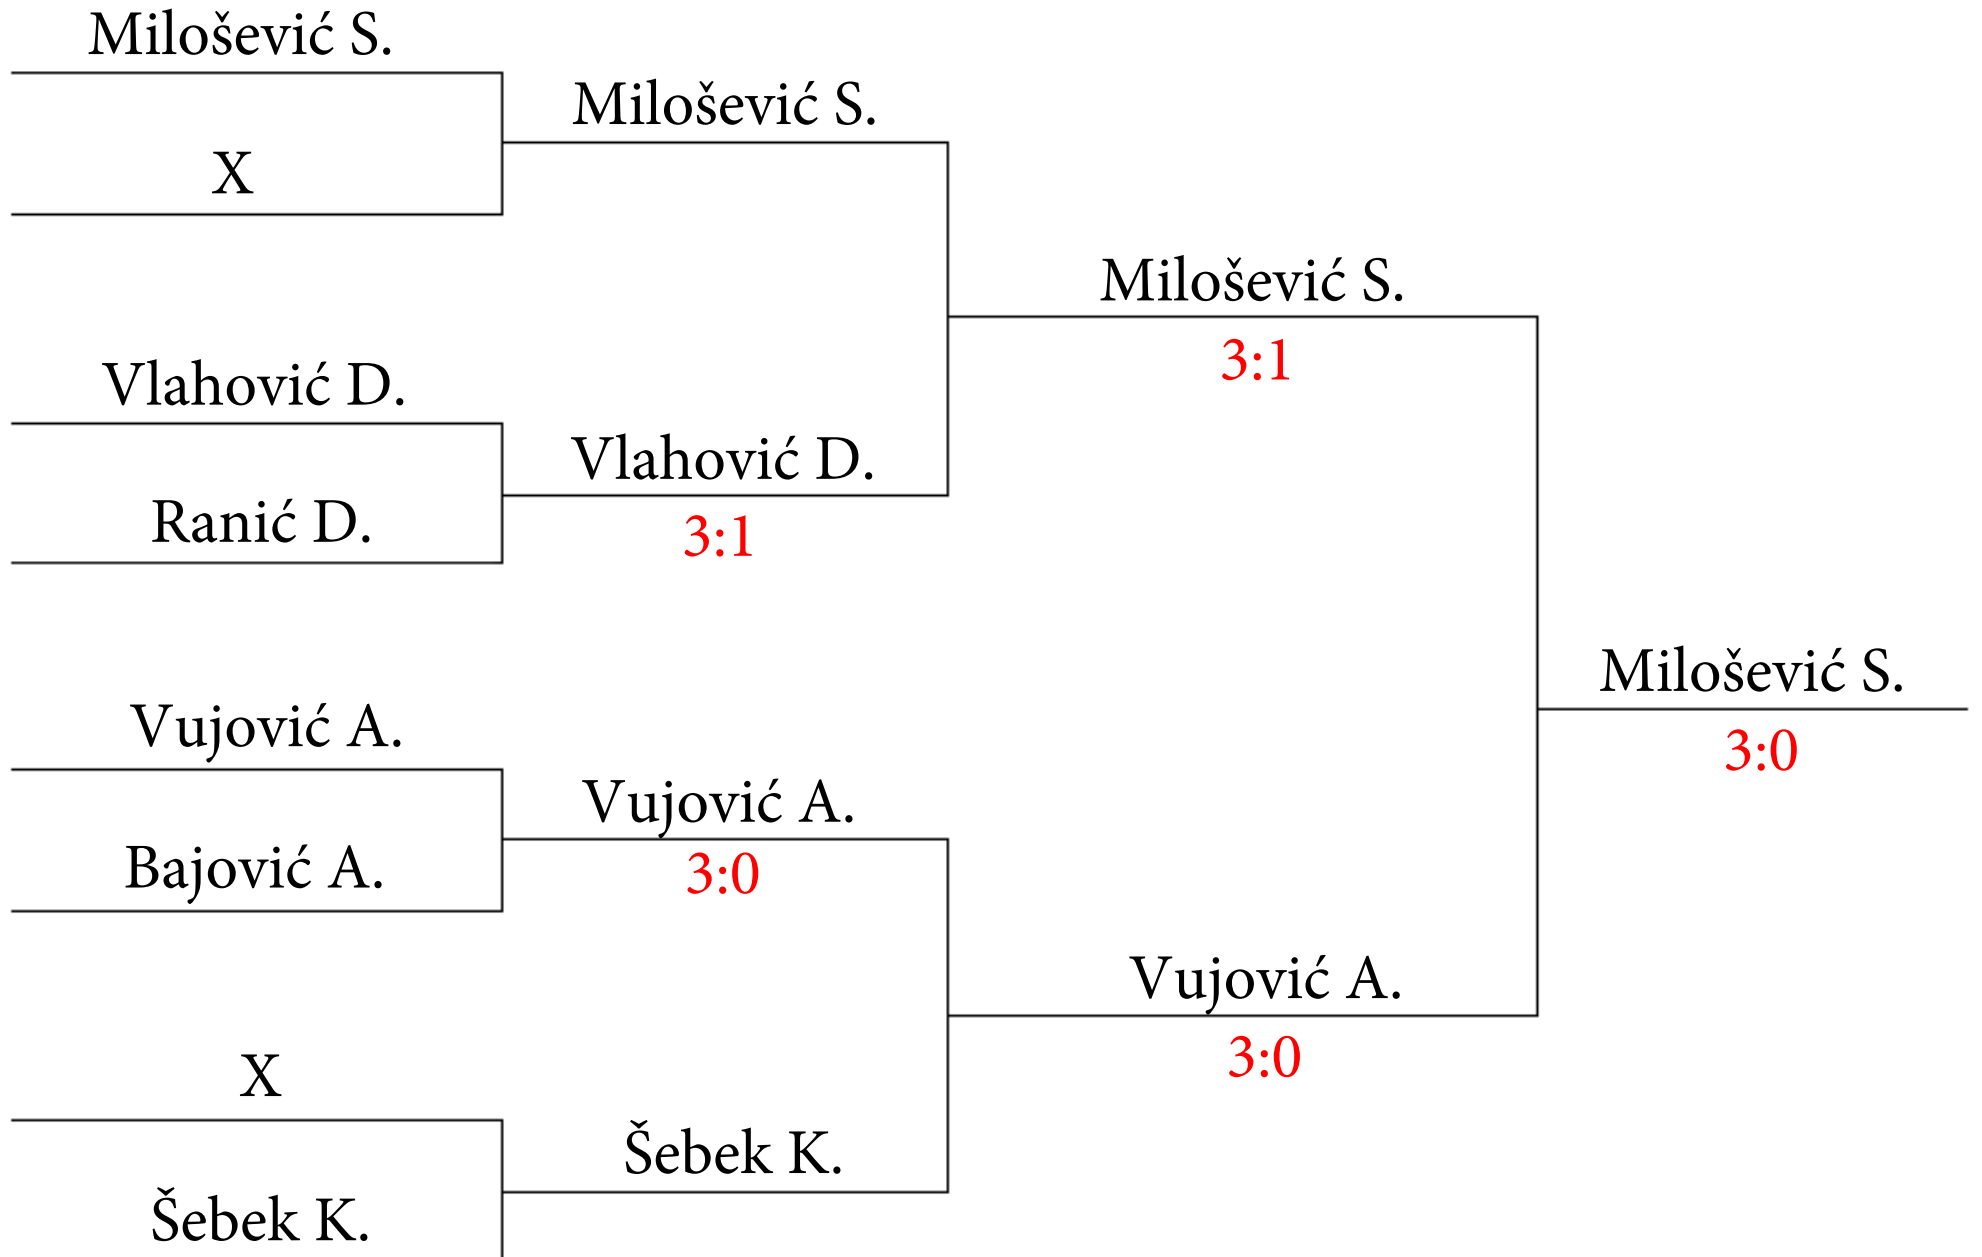 Milošević S.
X
Vlahović D.
Ranić D.
Vujović A.
Bajović A.
X
Šebek K.
Milošević S.
Vlahović D.
3:1
Vujović A.
3:0
Šebek K.
Milošević S.
3:1
Vujović A.
3:0
Milošević S.
3:0